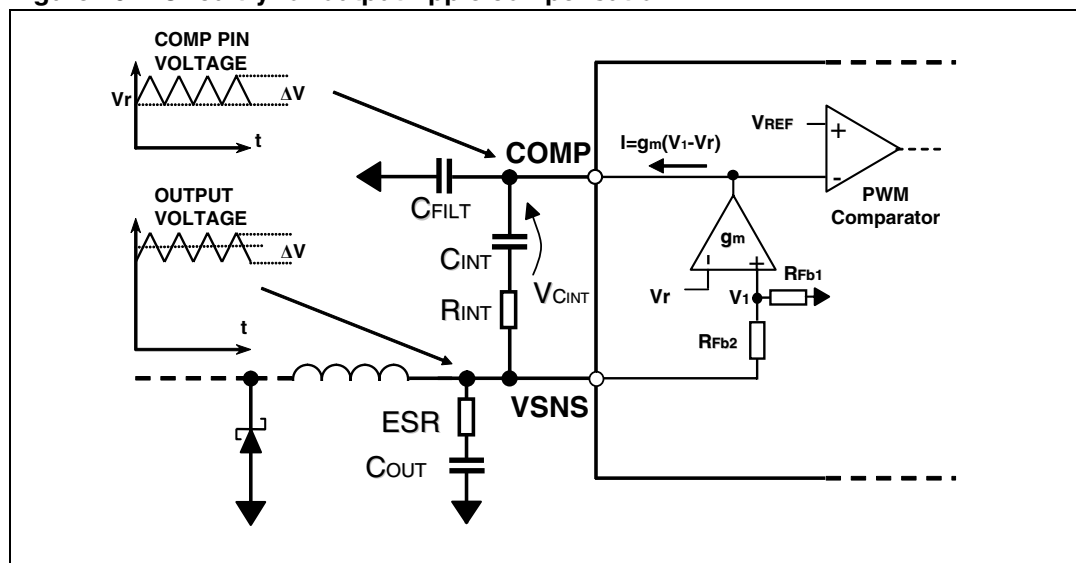 COMP PIN
VOLTAGE
Vr
ΔV
t
COMP
I=gm(V1-Vr)
VREF
+
-
PWM
Comparator
CFILT
OUTPUT
VOLTAGE
ΔV
t
CINT
VCINT
RINT
gm
-
+
Vr
V1
RFb1
RFb2
VSNS
ESR
COUT